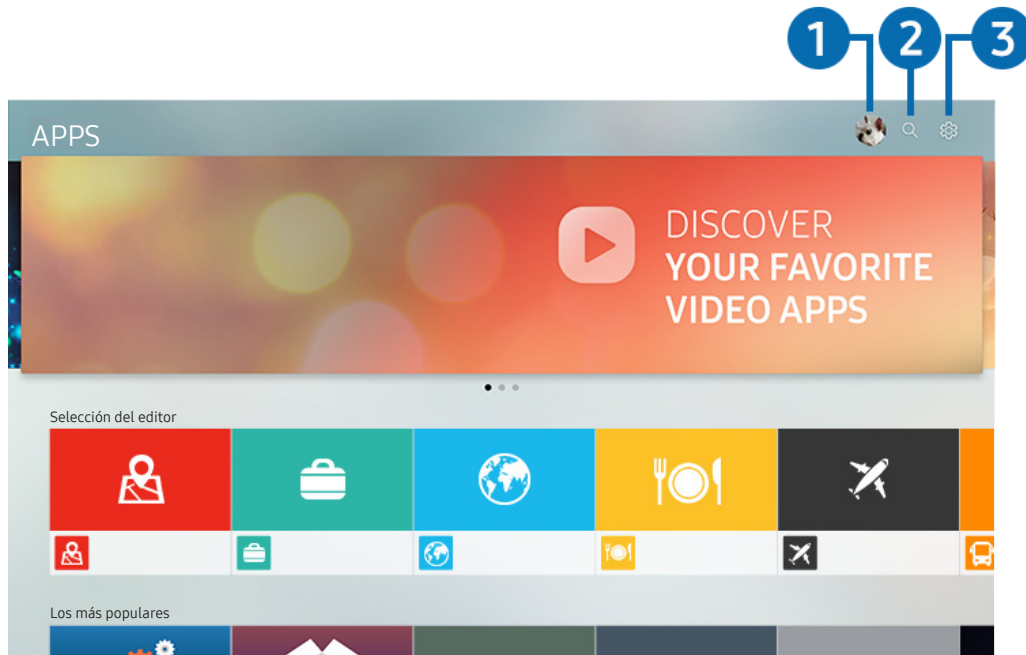 1 2 3
APPS
DISCOVER
YOUR FAVORITE
VIDEO APPS
Selección del editor
Los más populares